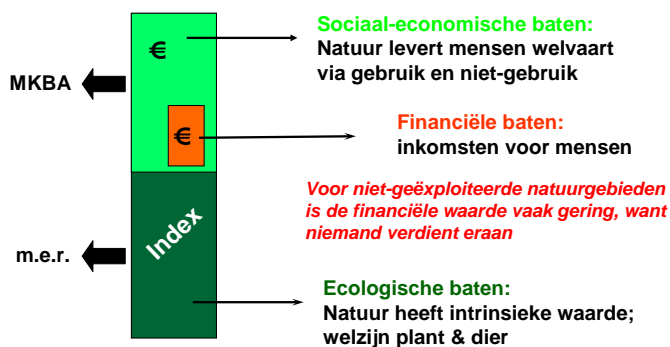 Sociaal-economische baten:
Natuur levert mensen welvaart
via gebruik en niet-gebruik
€
MKBA
€
Financiële baten:
inkomsten voor mensen
Voor niet-geëxploiteerde natuurgebieden
is de financiële waarde vaak gering, want
niemand verdient eraan
Index
m.e.r.
Ecologische baten:
Natuur heeft intrinsieke waarde;
welzijn plant & dier